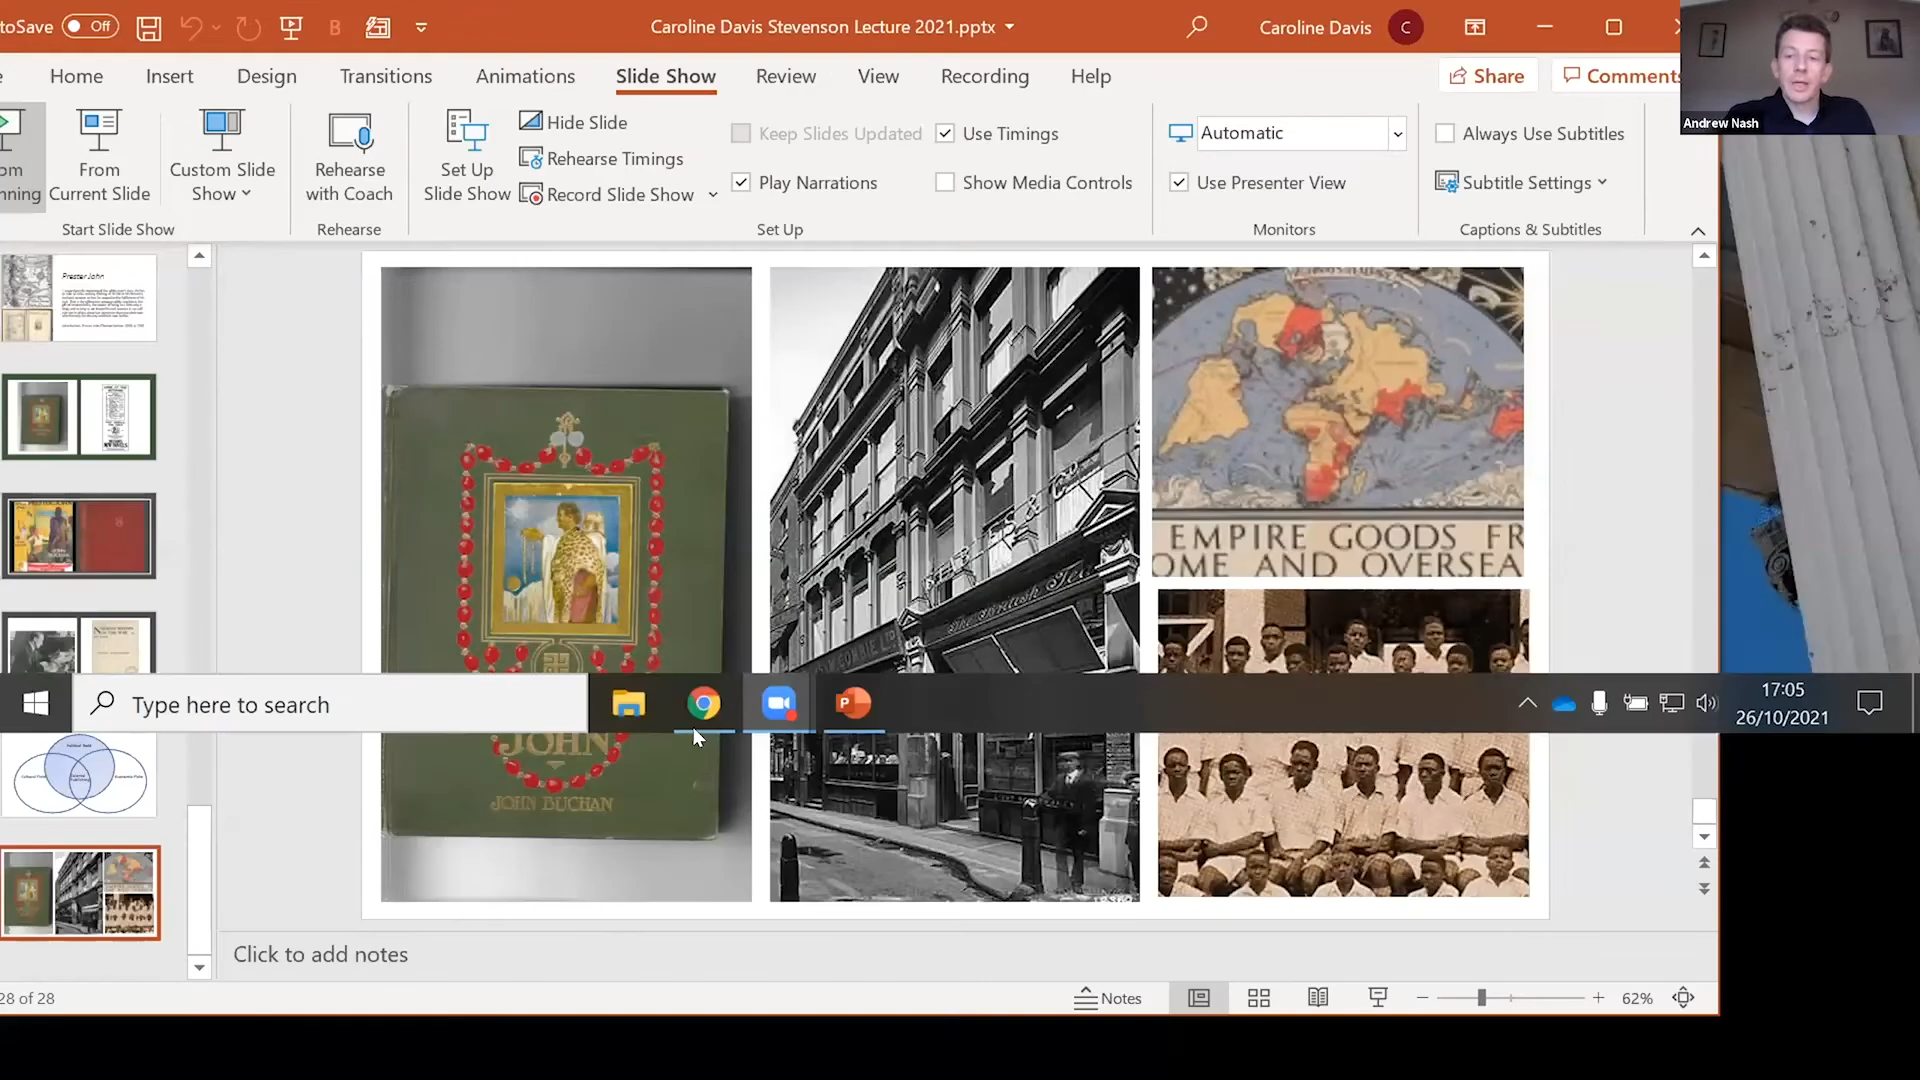 toSave Off
Caroline Davis Stevenson Lecture 2021.pptx
Caroline Davis
C
Home Insert Design Transitions Animations Slide Show Review View Recording Help
Share
Comments
Andrew Nash
From
Current Slide
Custom Slide
Show
Start Slide Show
Rehearse
with Coach
Rehearse
Set Up
Slide Show
Hide Slide
Rehearse Timings
Record Slide Show
Keep Slides Updated
Play Narrations
Use Timings
Show Media Controls
Set Up
Automatic
Use Presenter View
Monitors
Always Use Subtitles
Subtitle Settings
Captions & Subtitles
Prester John
EMPIRE GOODS FR
OME AND OVERSEA
JOHN
JOHN BUCHAN
Type here to search
17:05
26/10/2021
Click to add notes
28 of 28
Notes
62%